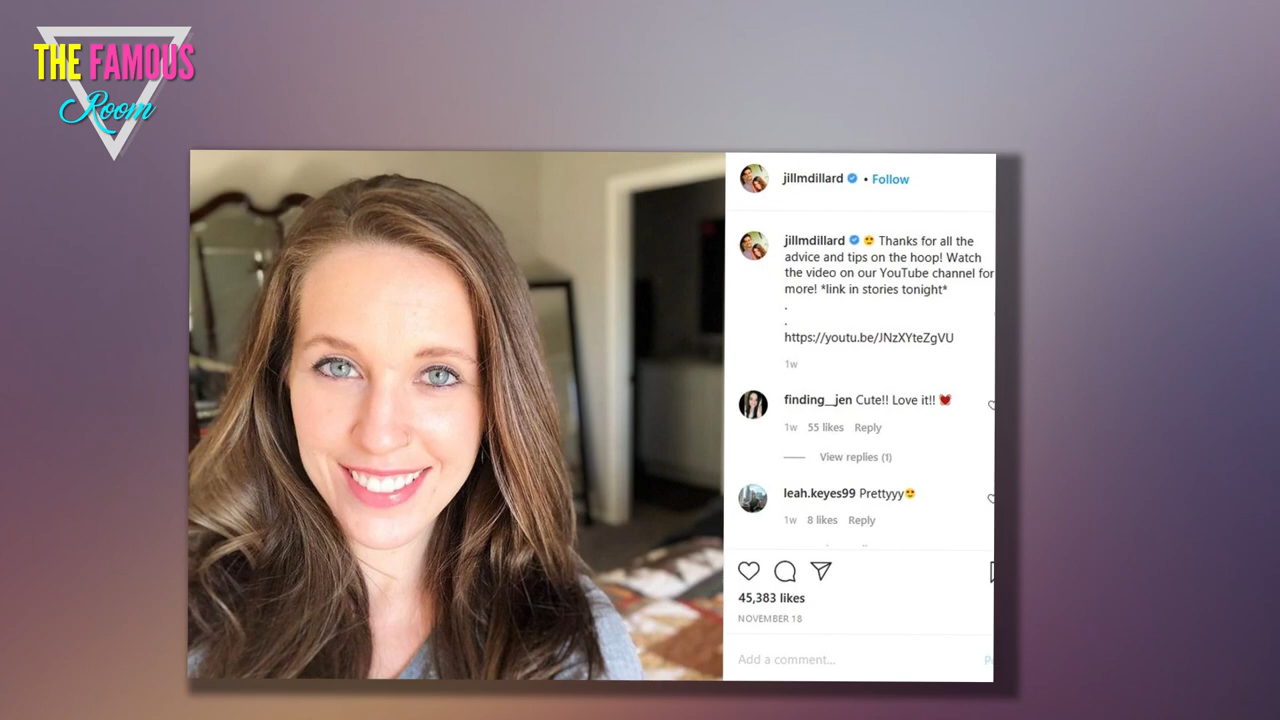 THE FAMOUS
Room
jillmdillard • Follow
jillmdillard 😍 Thanks for all the
advice and tips on the hoop! Watch
the video on our YouTube channel for
more! *link in stories tonight*
.
.
https://youtu.be/JNzXYteZgVU
1w
finding__jen Cute!! Love it!! 💓
1w 55 likes Reply
View replies (1)
leah.keyes99 Prettyyy😍
1w 8 likes Reply
45,383 likes
NOVEMBER 18
Add a comment...